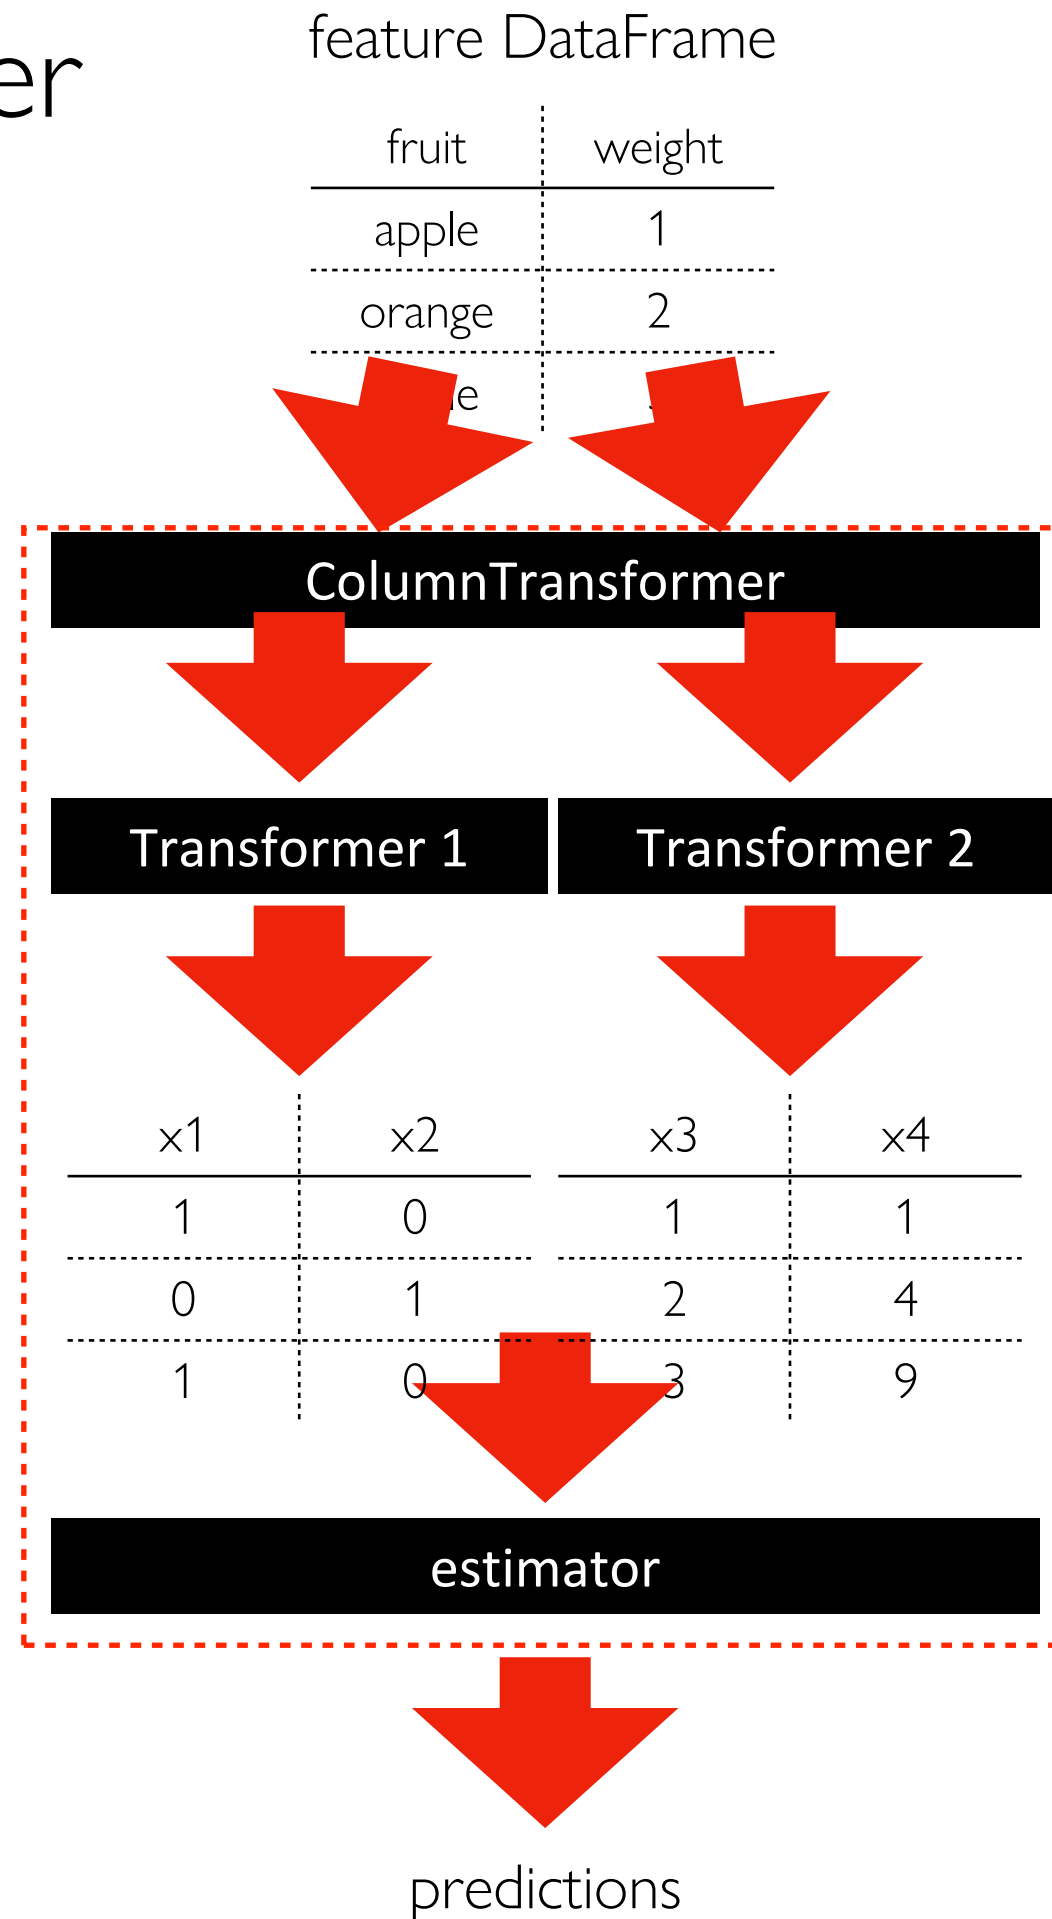 er
feature DataFrame
fruit weight
apple 1
orange 2
ColumnTransformer
Transformer 1 Transformer 2
x1 x2 x3 x4
1 0 1 1
0 1 2 4
1 0 3 9
estimator
predictions